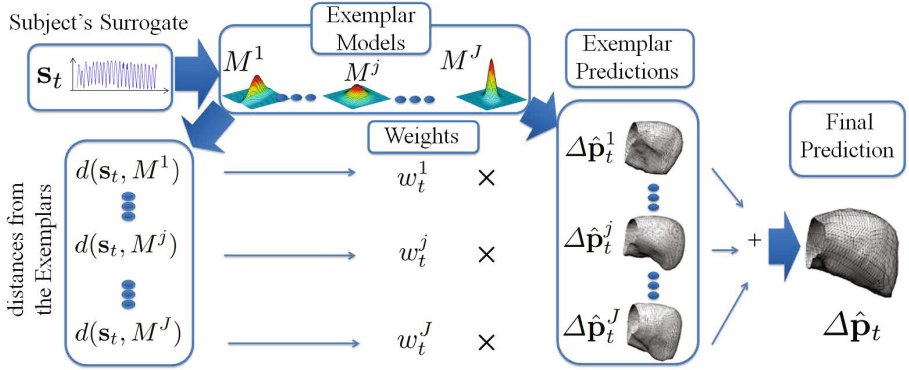 Subject's Surrogate
s_t
Exemplar
Models
M^1
M^j
M^J
Exemplar
Predictions
Weights
Final
Prediction
distances from
the Exemplars
d(s_t, M^1)
w_t^1 ×
Δp̂_t^1
d(s_t, M^j)
w_t^j ×
Δp̂_t^j
+
d(s_t, M^J)
w_t^J ×
Δp̂_t^J
Δp̂_t